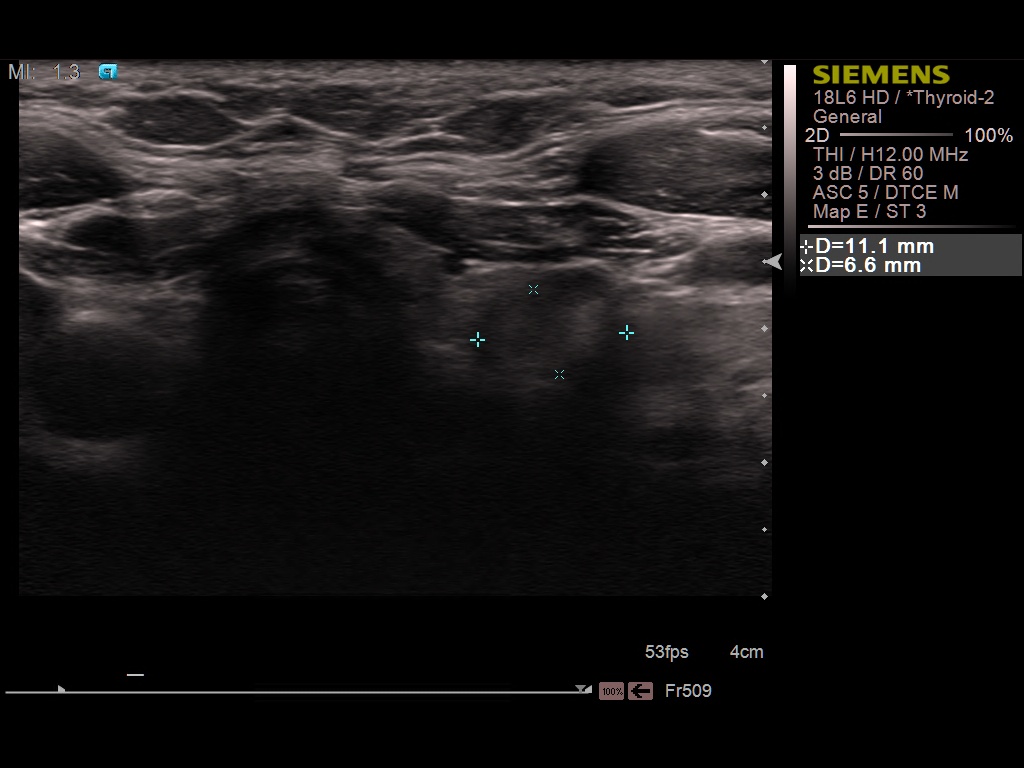 MI: 1.3
SIEMENS
18L6 HD / *Thyroid-2
General
2D 100%
THI / H12.00 MHz
3 dB / DR 60
ASC 5 / DTCE M
Map E / ST 3
D=11.1 mm
D=6.6 mm
53fps 4cm
100% Fr509